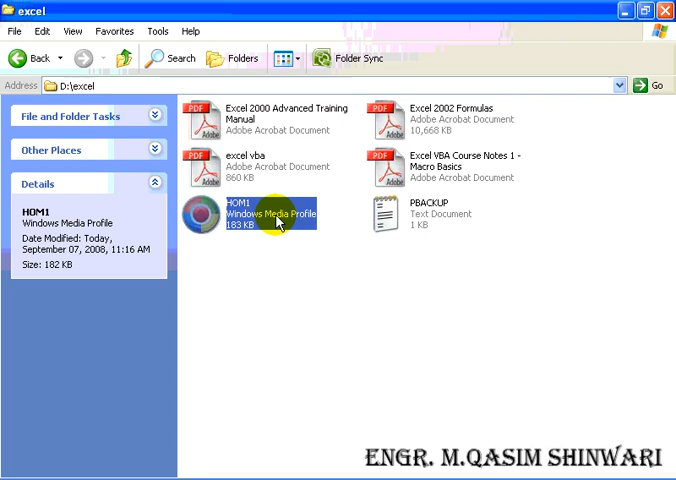 excel
File Edit View Favorites Tools Help
Back Search Folders Folder Sync
Address D:\excel Go
File and Folder Tasks
Other Places
Details
HOM1
Windows Media Profile
Date Modified: Today,
September 07, 2008, 11:16 AM
Size: 182 KB
PDF Adobe
Excel 2000 Advanced Training
Manual
Adobe Acrobat Document
PDF Adobe
Excel 2002 Formulas
Adobe Acrobat Document
10,668 KB
PDF Adobe
excel vba
Adobe Acrobat Document
860 KB
PDF Adobe
Excel VBA Course Notes 1 -
Macro Basics
Adobe Acrobat Document
HOM1
Windows Media Profile
183 KB
PBACKUP
Text Document
1 KB
ENGR. M.QASIM SHINWARI